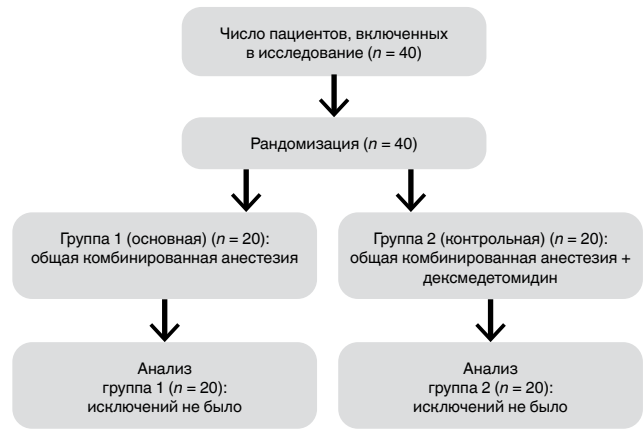 Число пациентов, включенных
в исследование (n = 40)
Рандомизация (n = 40)
Группа 1 (основная) (n = 20):
общая комбинированная анестезия
Группа 2 (контрольная) (n = 20):
общая комбинированная анестезия +
дексмедетомидин
Анализ
группа 1 (n = 20):
исключений не было
Анализ
группа 2 (n = 20):
исключений не было